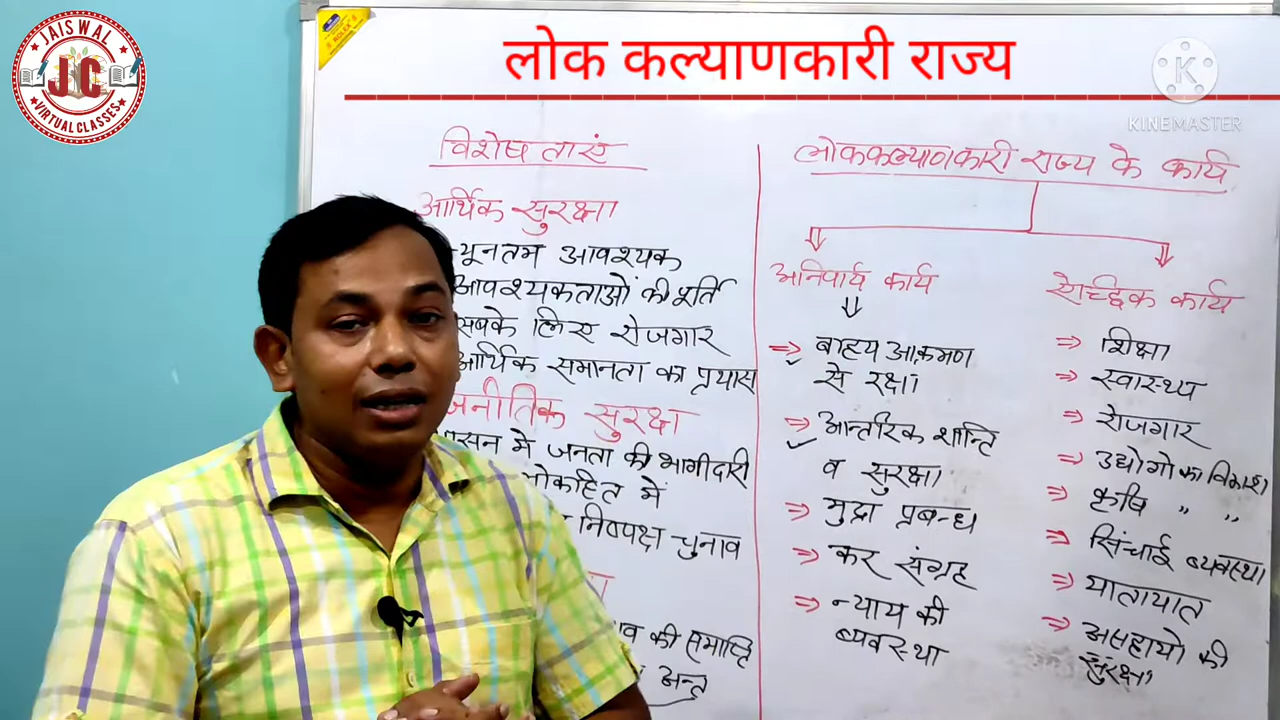 JAISWAL
JC
VIRTUAL CLASSES
ROLEX
लोक कल्याणकारी राज्य
K
KINEMASTER
विशेषताएं
आर्थिक सुरक्षा
न्यूनतम आवश्यक
आवश्यकताओं की पूर्ति
सबके लिए रोजगार
आर्थिक समानता का प्रयास
जनीतिक सुरक्षा
सन में जनता की भागीदारी
लोकहित में
निष्पक्ष चुनाव
की समाप्ति
अन्त
लोककल्याणकारी राज्य के कार्य
अनिवार्य कार्य
⇒ बाह्य आक्रमण
से रक्षा
⇒ आन्तरिक शान्ति
व सुरक्षा
⇒ मुद्रा प्रबन्ध
⇒ कर संग्रह
⇒ न्याय की
व्यवस्था
ऐच्छिक कार्य
⇒ शिक्षा
⇒ स्वास्थ्य
⇒ रोजगार
⇒ उद्योगो का विकाश
⇒ कृषि " "
⇒ सिंचाई व्यवस्था
⇒ यातायात
⇒ असहायो की
सुरक्षा